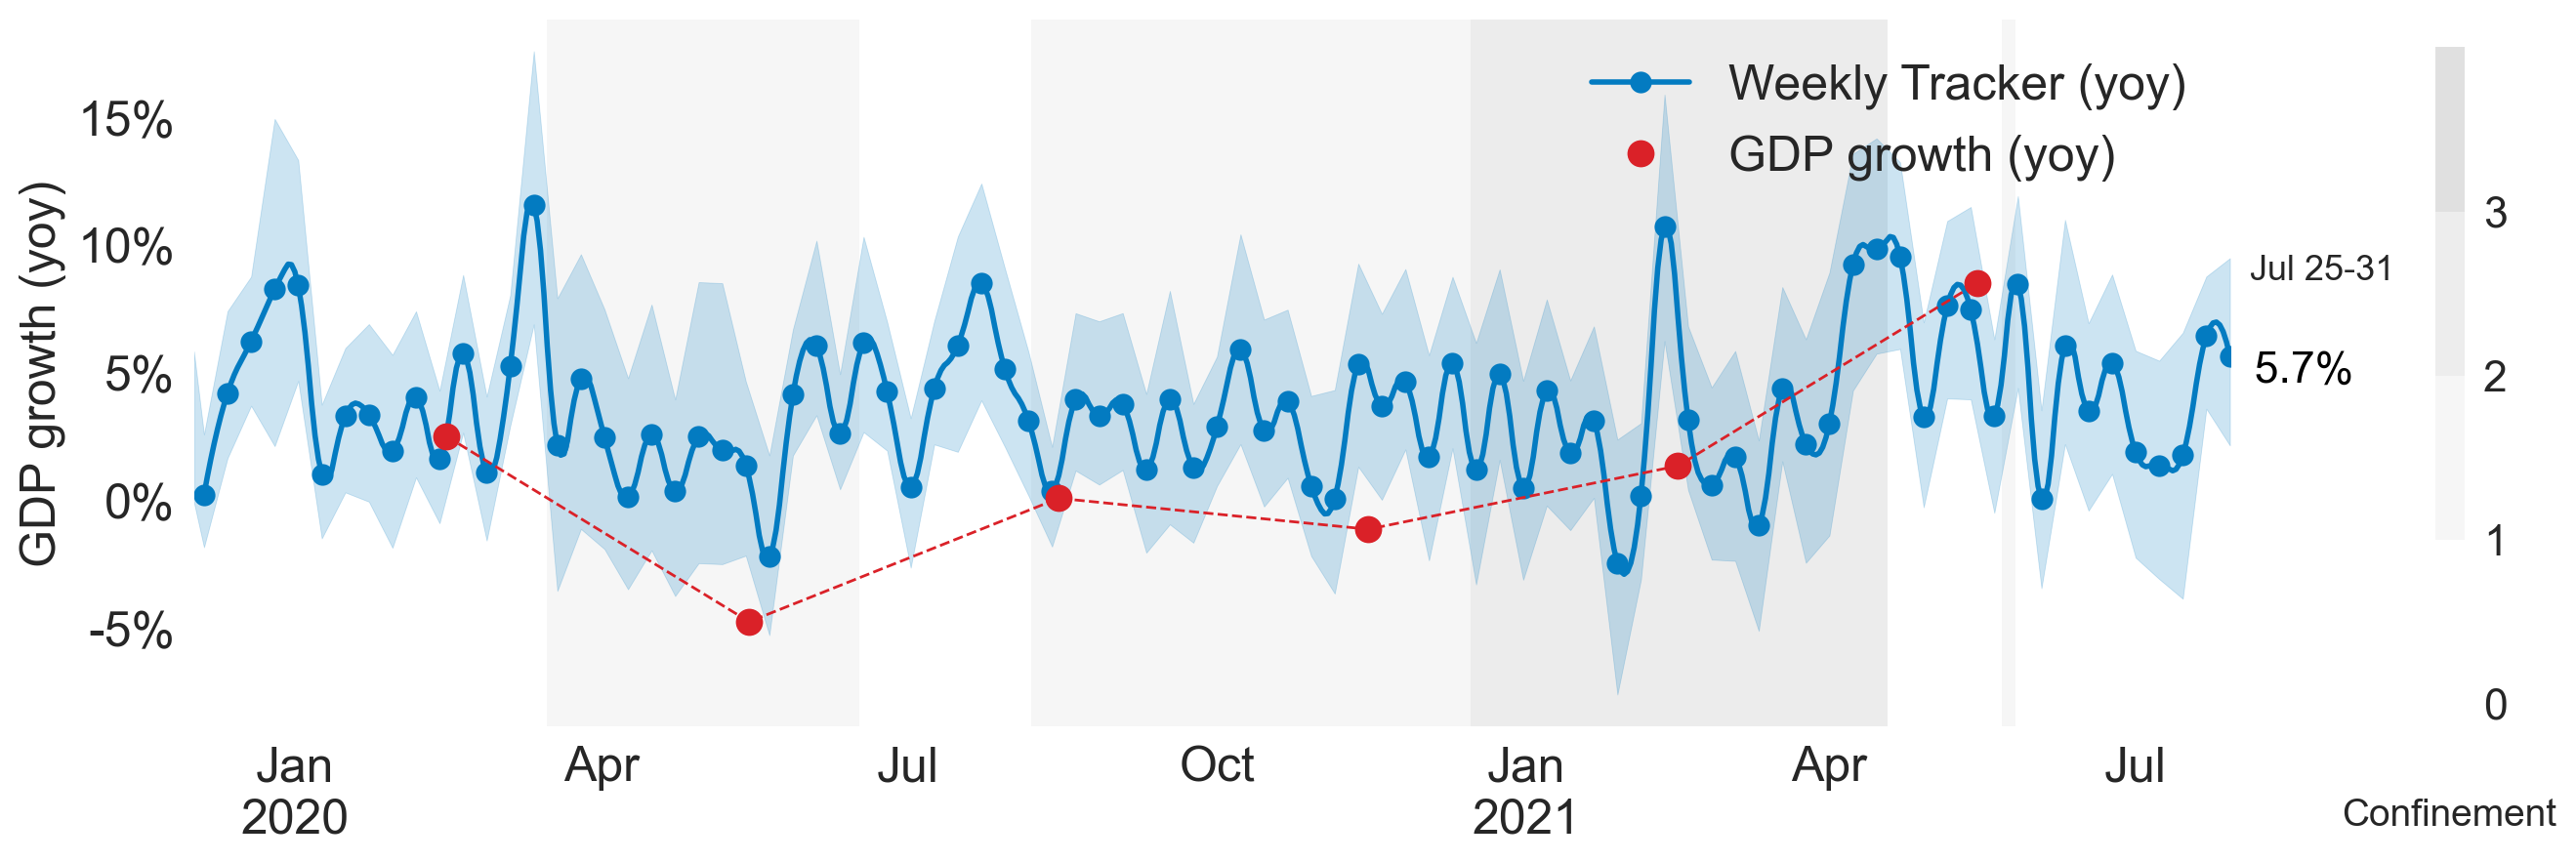 Weekly Tracker (yoy)
GDP growth (yoy)
GDP growth (yoy)
15%
10%
5%
0%
-5%
Jul 25-31
5.7%
3
2
1
0
Jan
2020
Apr
Jul
Oct
Jan
2021
Apr
Jul
Confinement